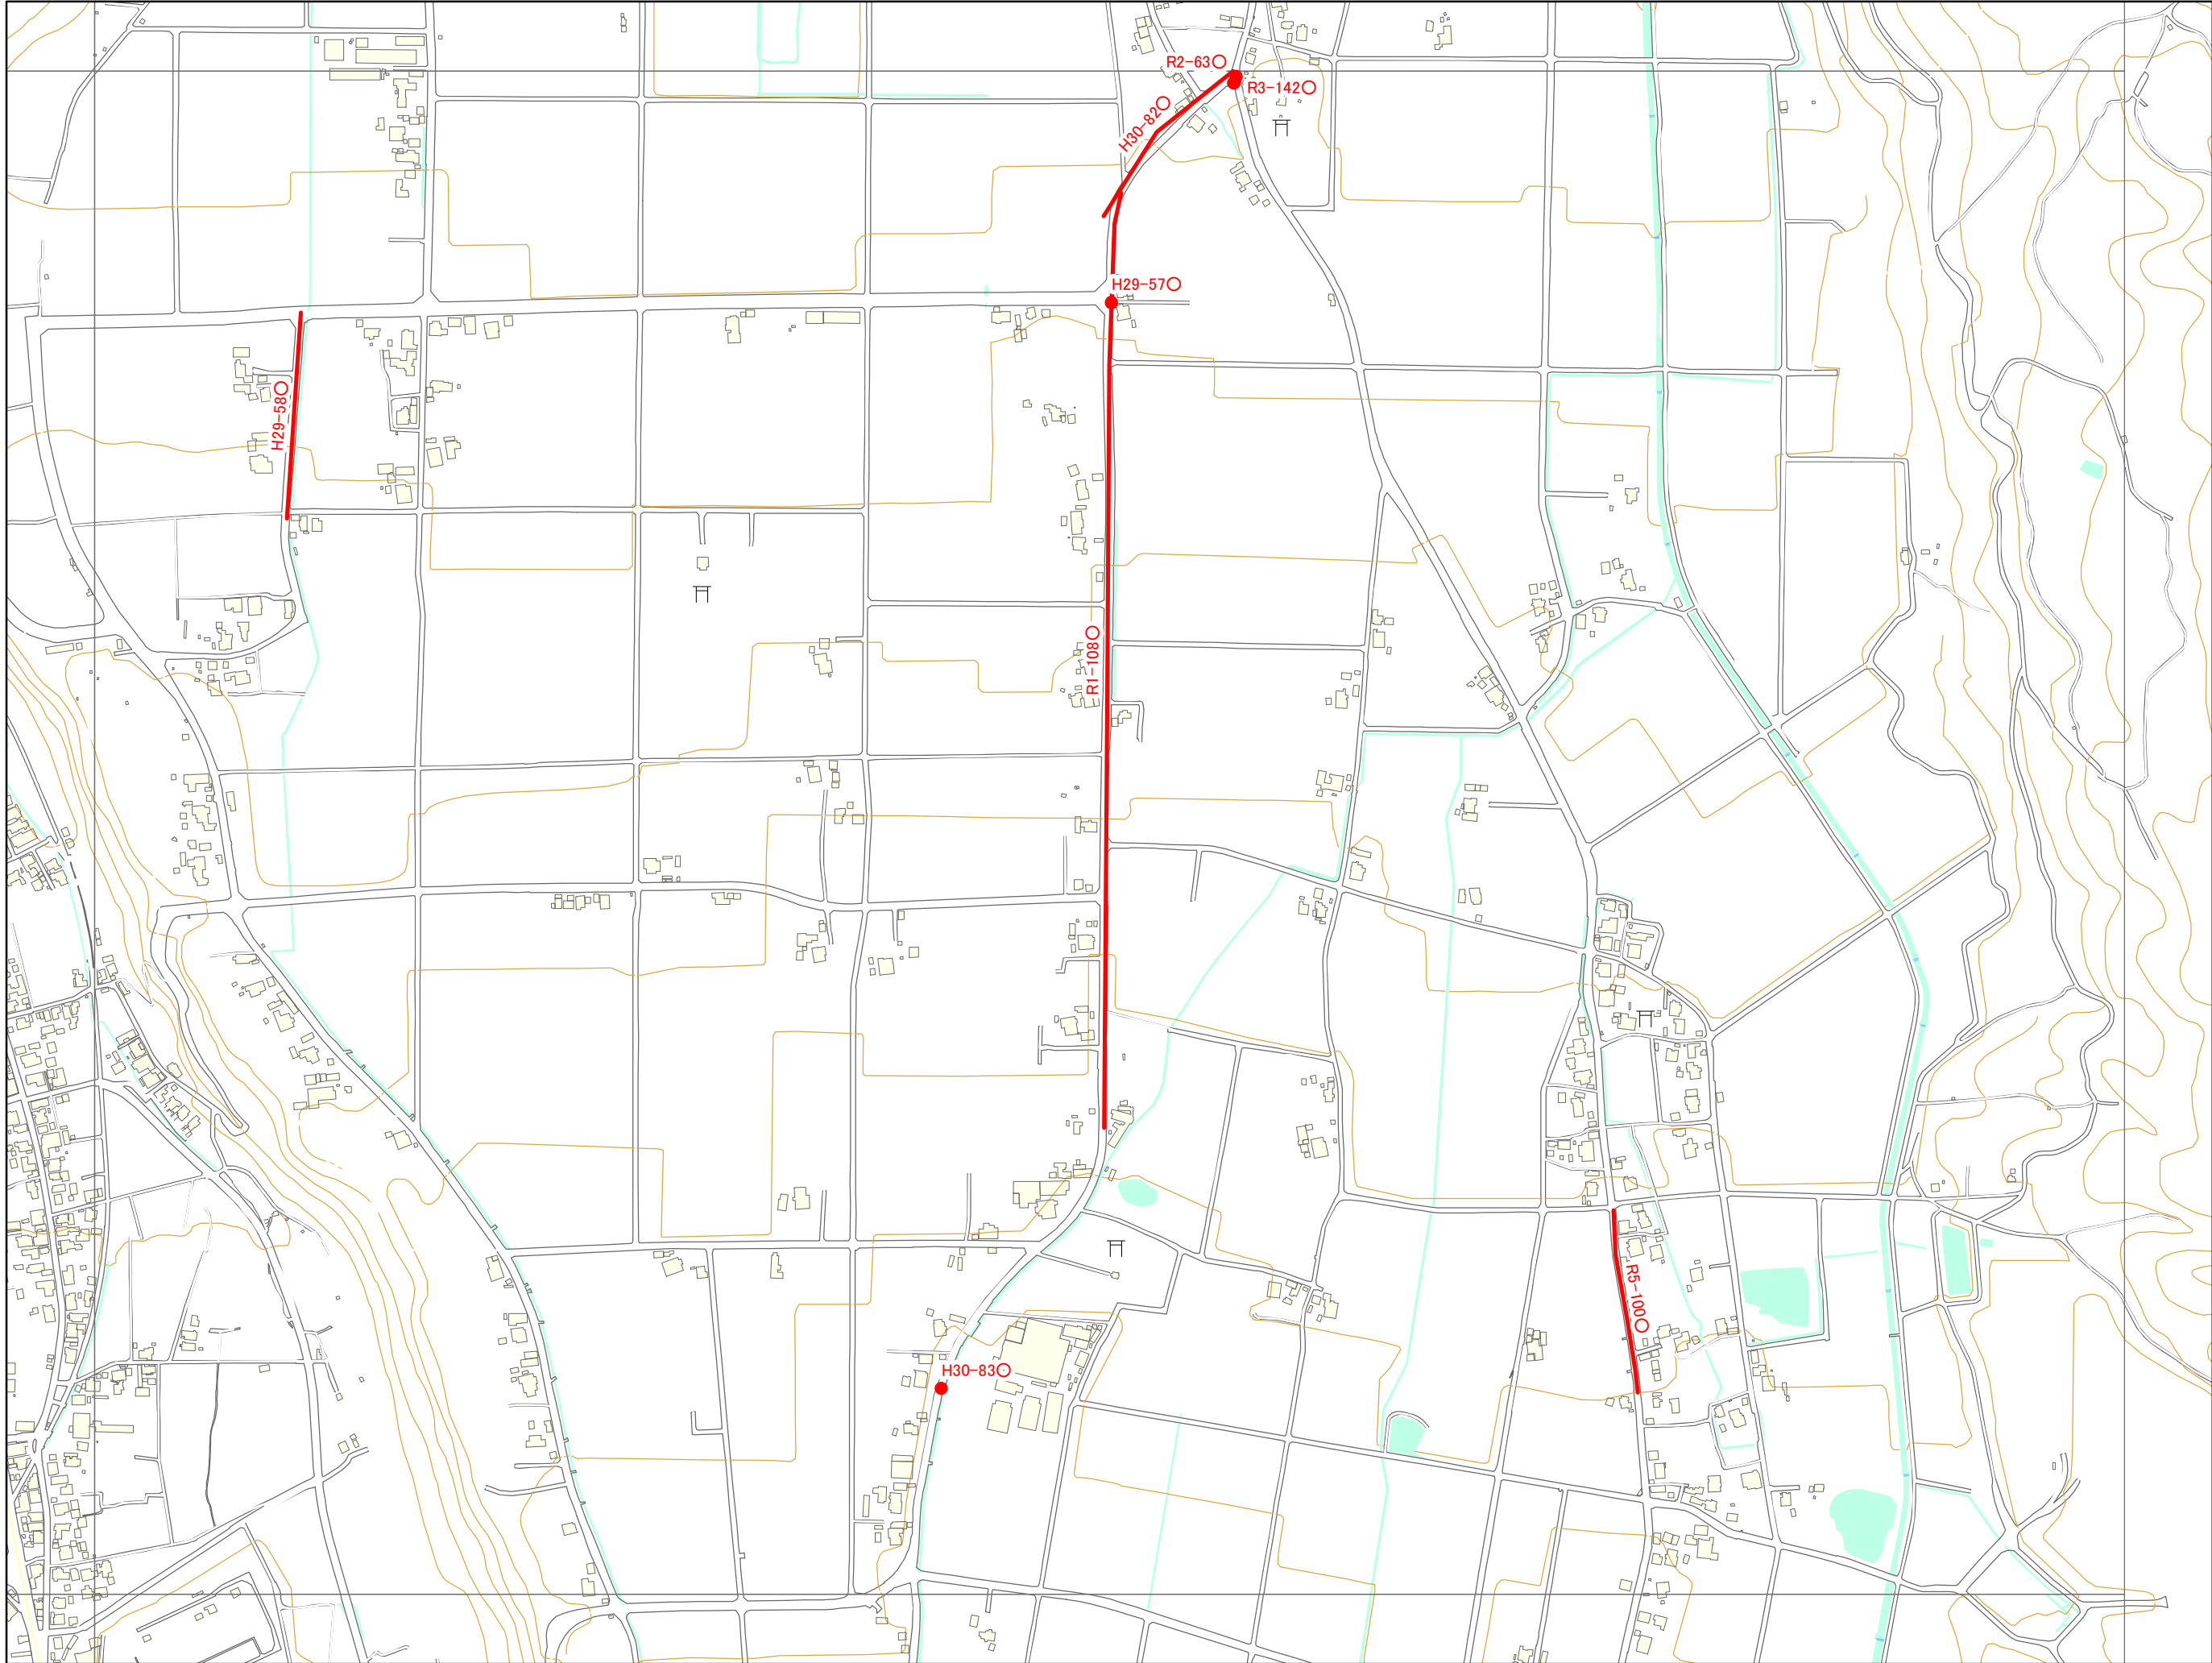 R2-63○
R3-142○
H30-82○
H29-57○
H29-58○
R1-108○
R5-100○
H30-83○